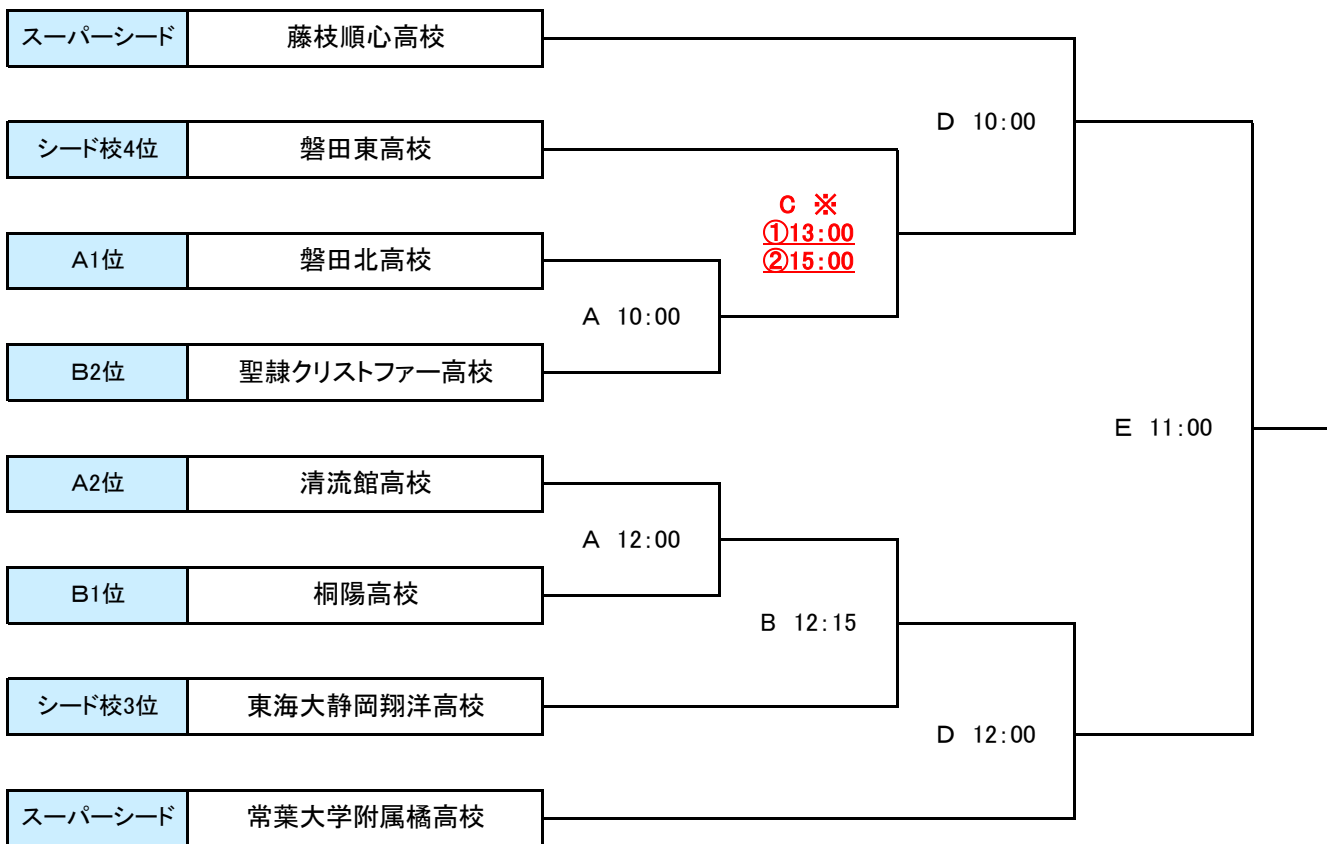 スーパーシード 藤枝順心高校
D 10:00
シード校4位 磐田東高校
C ※
①13:00
②15:00
A1位 磐田北高校
A 10:00
B2位 聖隷クリストファー高校
E 11:00
A2位 清流館高校
A 12:00
B1位 桐陽高校
B 12:15
シード校3位 東海大静岡翔洋高校
D 12:00
スーパーシード 常葉大学附属橘高校